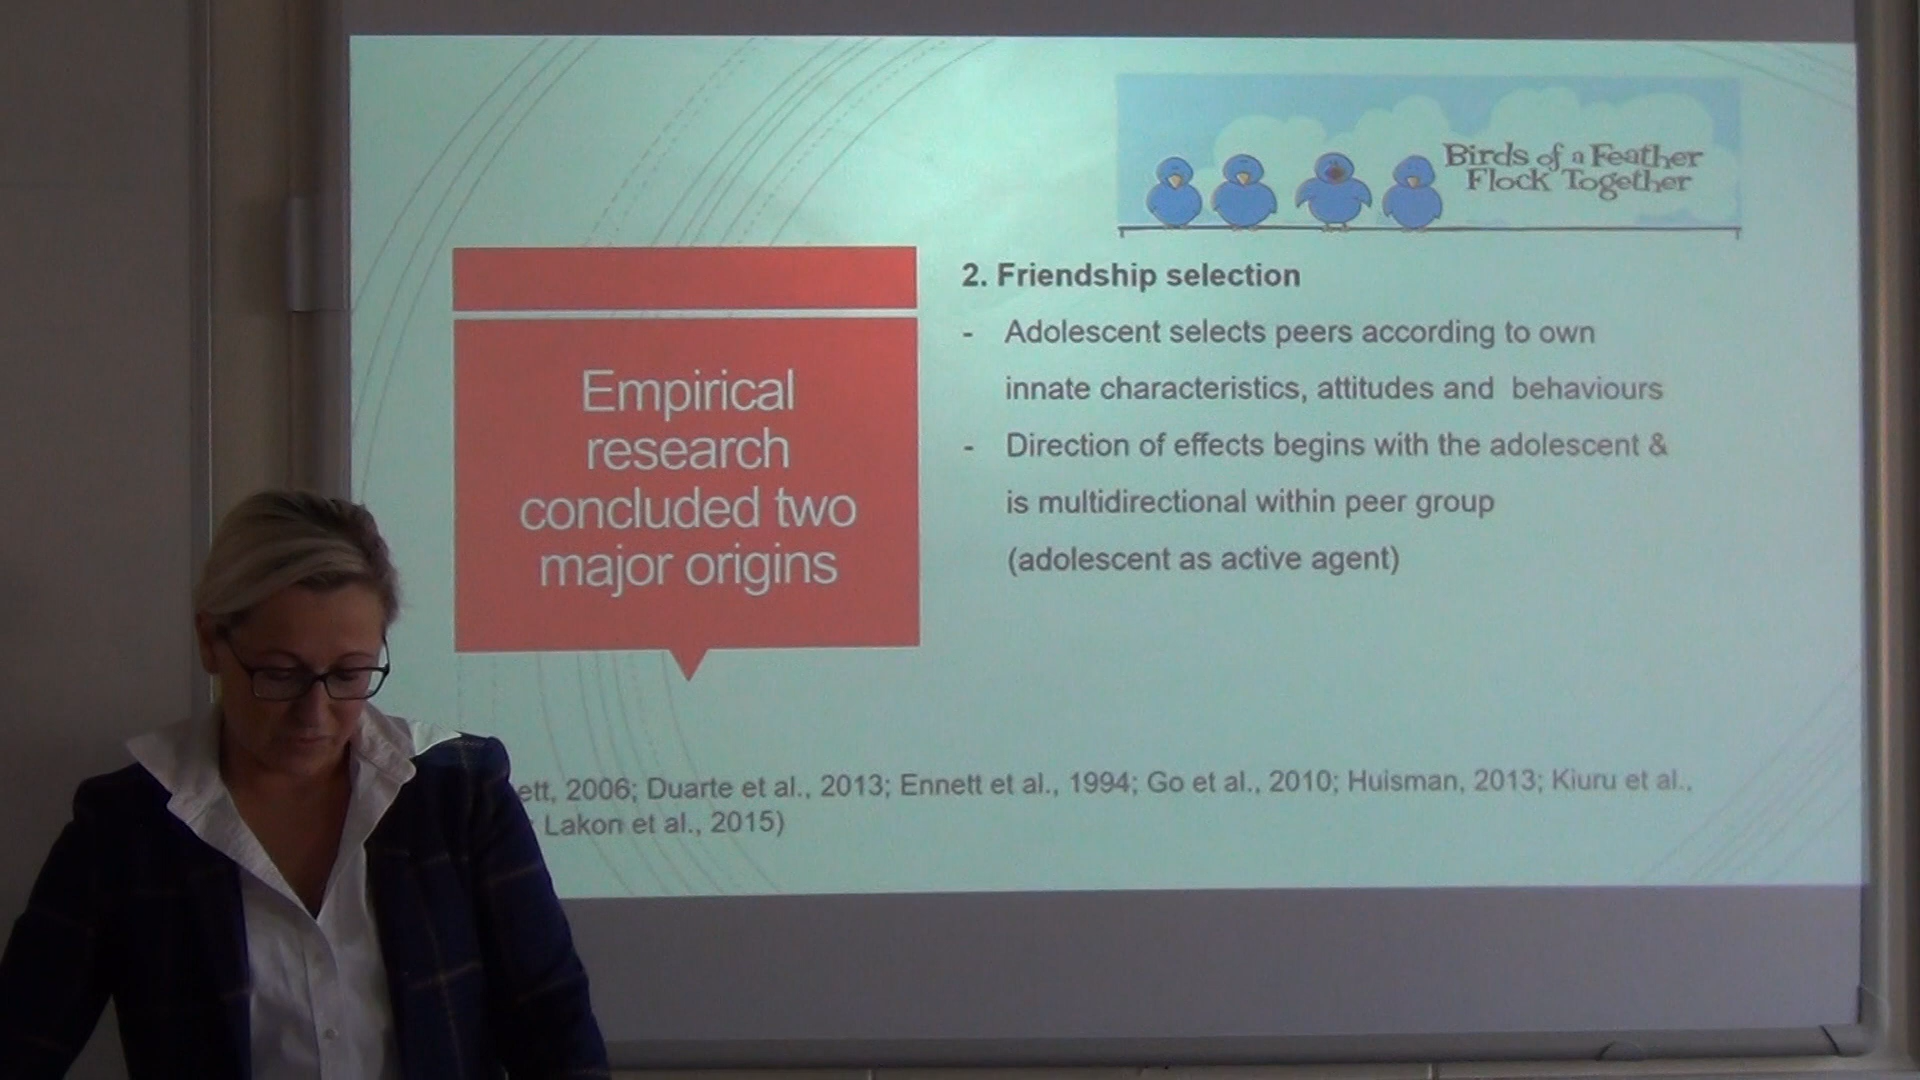 Birds of a Feather
Flock Together
Empirical
research
concluded two
major origins
2. Friendship selection
- Adolescent selects peers according to own
innate characteristics, attitudes and behaviours
- Direction of effects begins with the adolescent &
is multidirectional within peer group
(adolescent as active agent)
2006; Duarte et al., 2013; Ennett et al., 1994; Go et al., 2010; Huisman, 2013; Kiuru et al.,
Lakon et al., 2015)